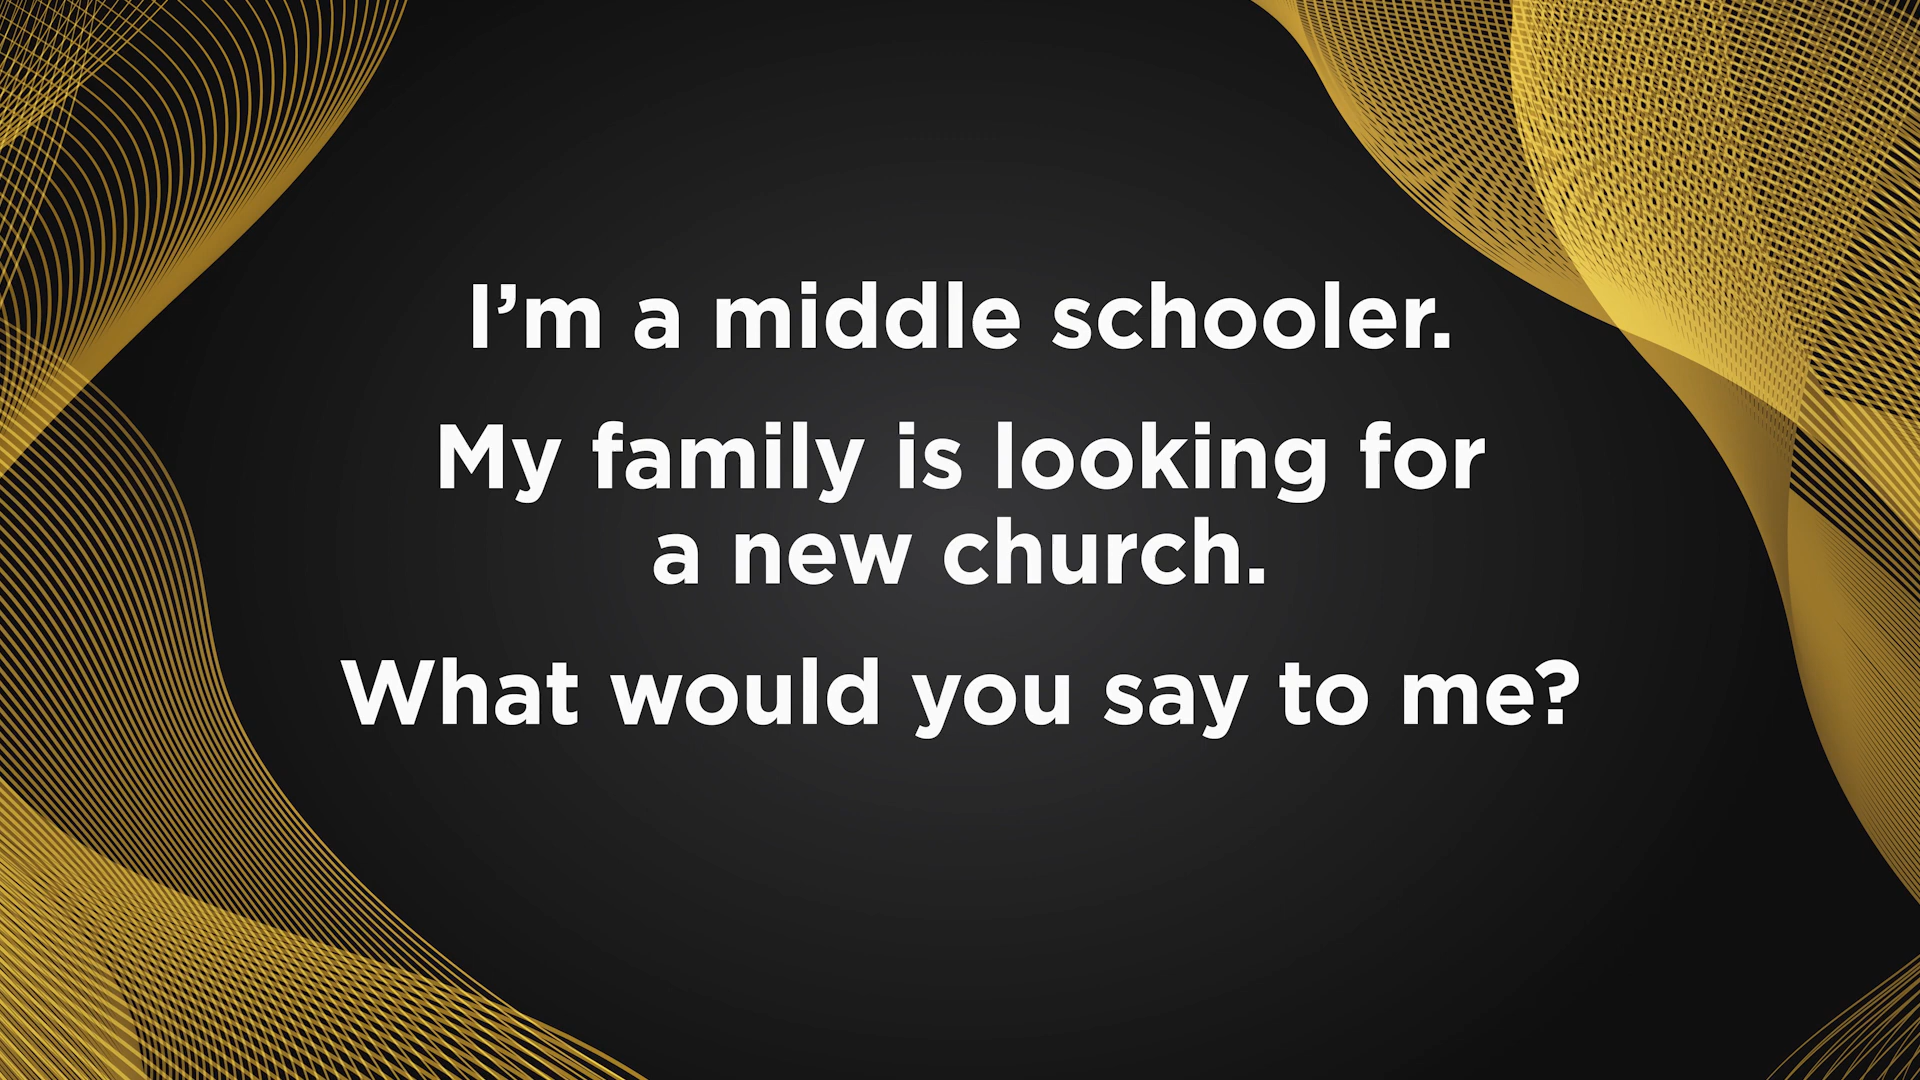 I’m a middle schooler.
My family is looking for
a new church.
What would you say to me?